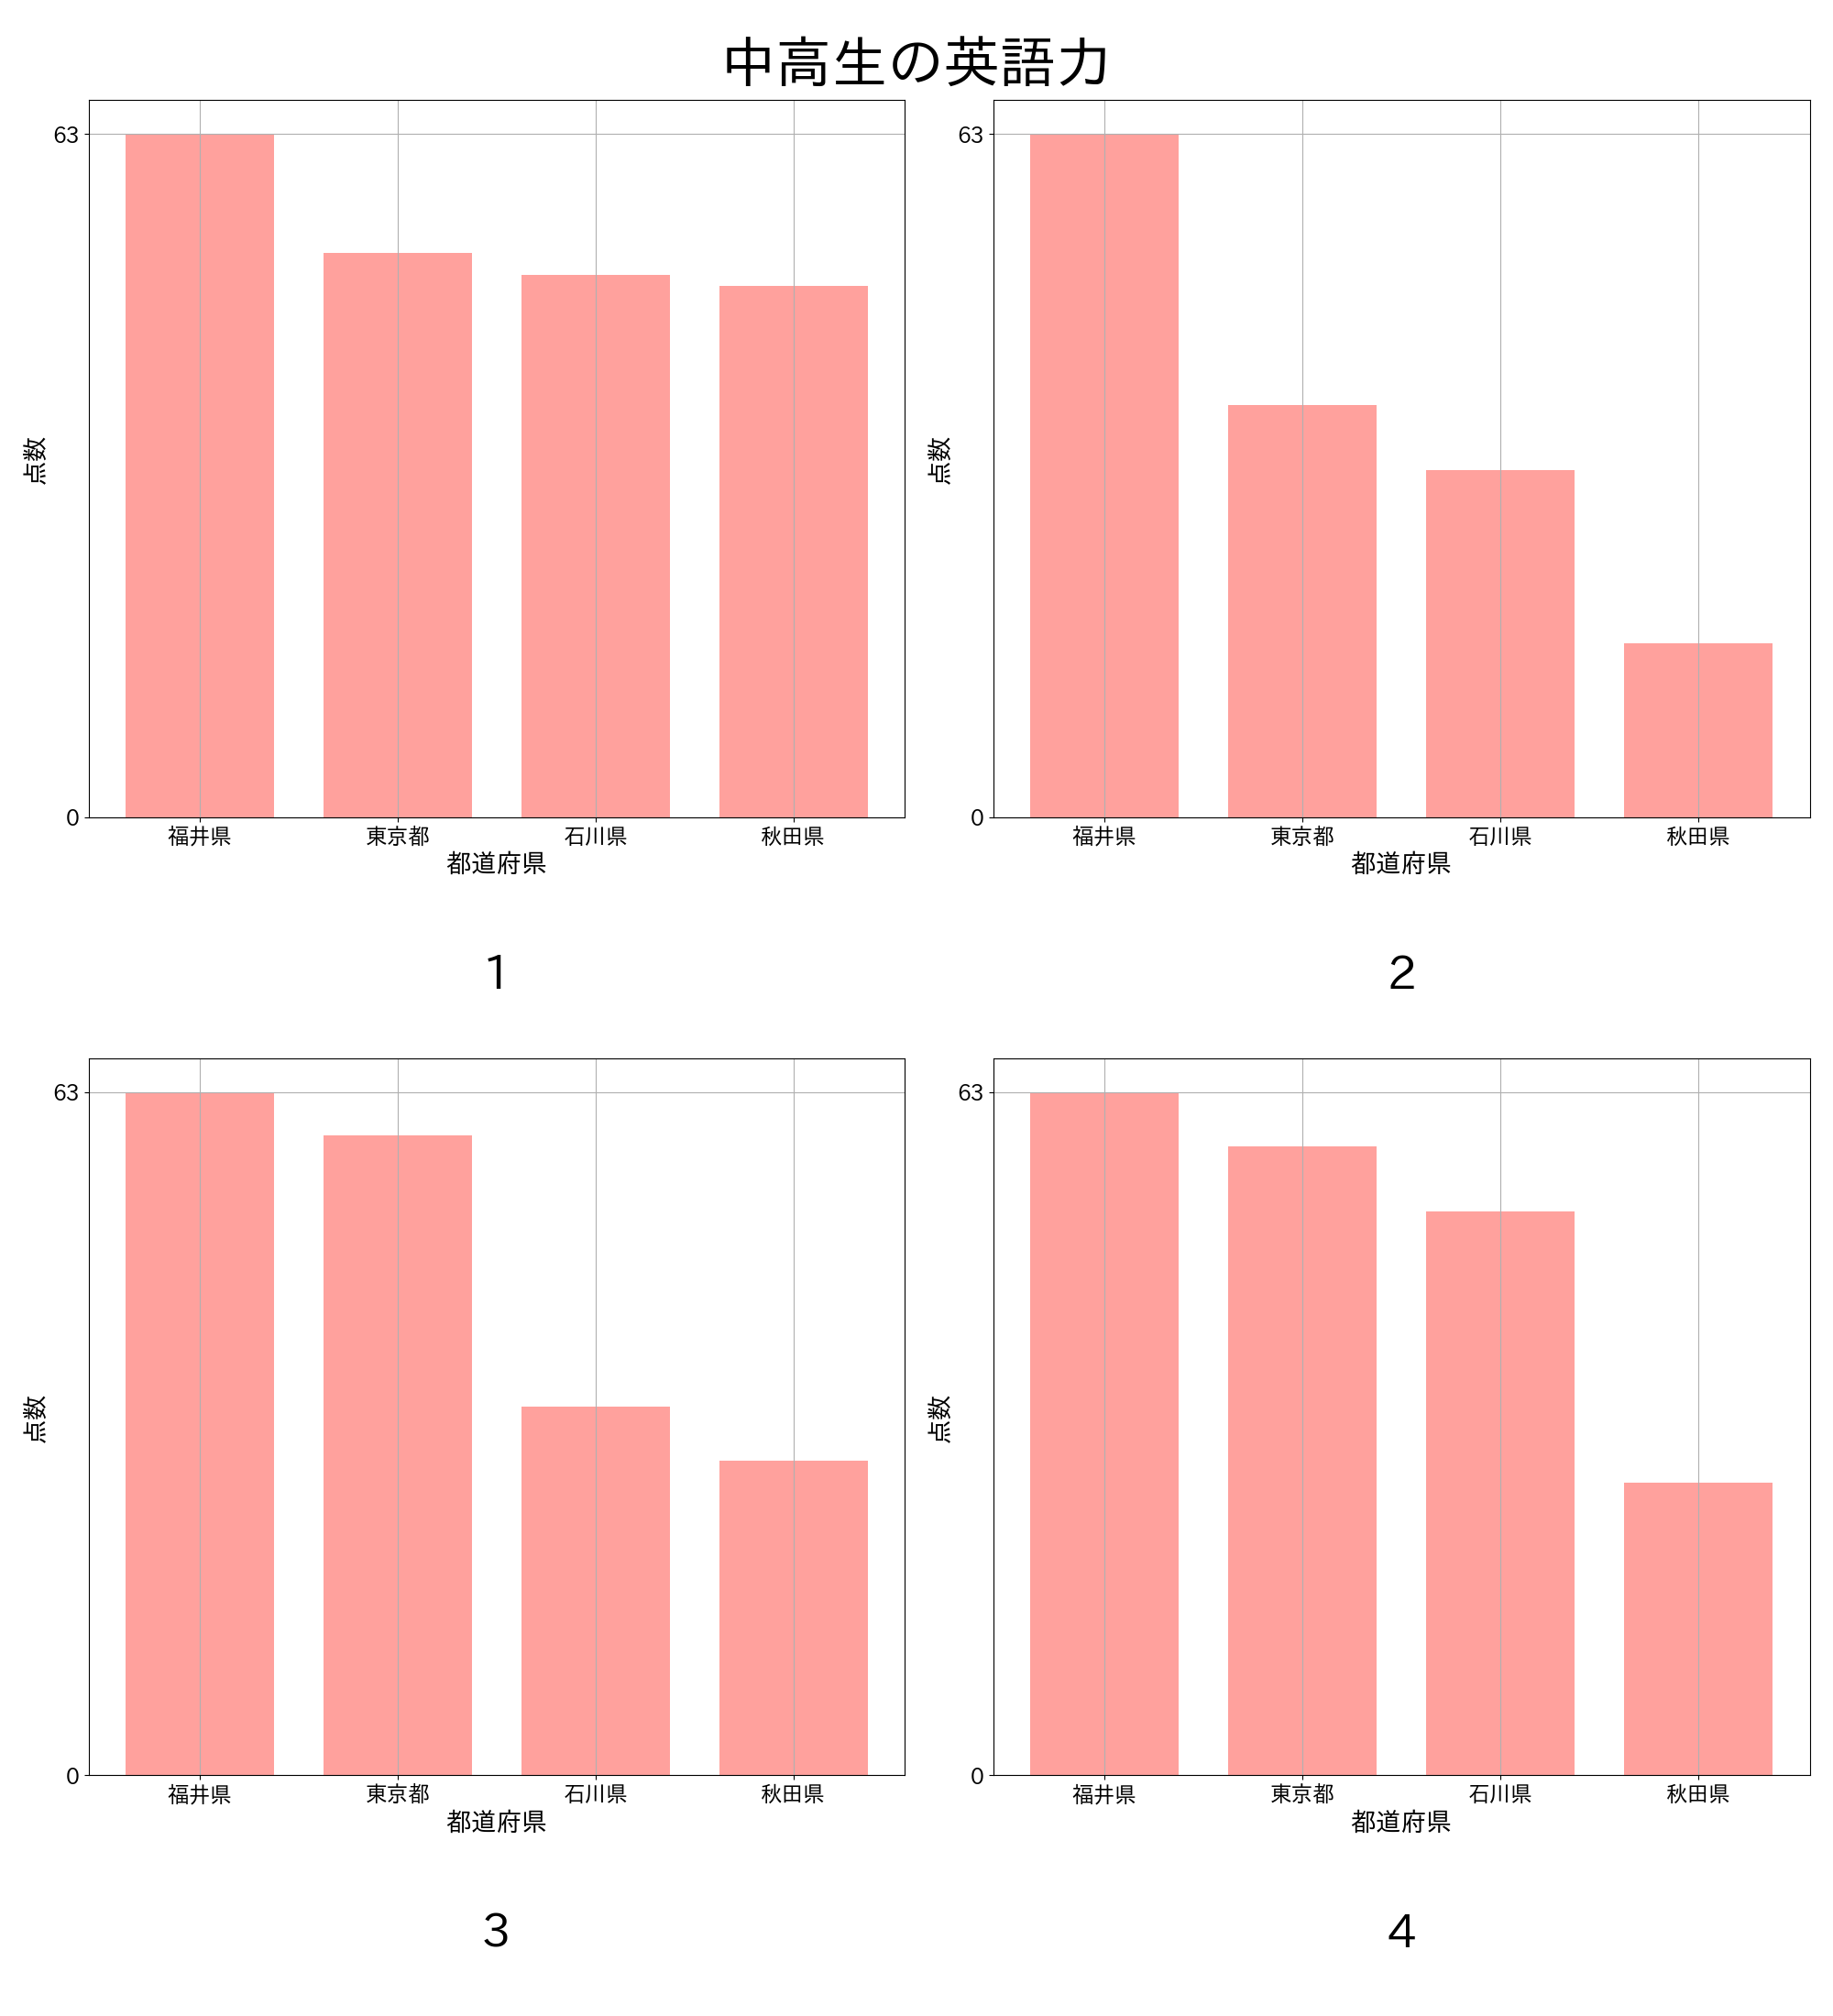 中高生の英語力
63
0
点数
福井県 東京都 石川県 秋田県
都道府県
1
63
0
点数
福井県 東京都 石川県 秋田県
都道府県
2
63
0
点数
福井県 東京都 石川県 秋田県
都道府県
3
63
0
点数
福井県 東京都 石川県 秋田県
都道府県
4